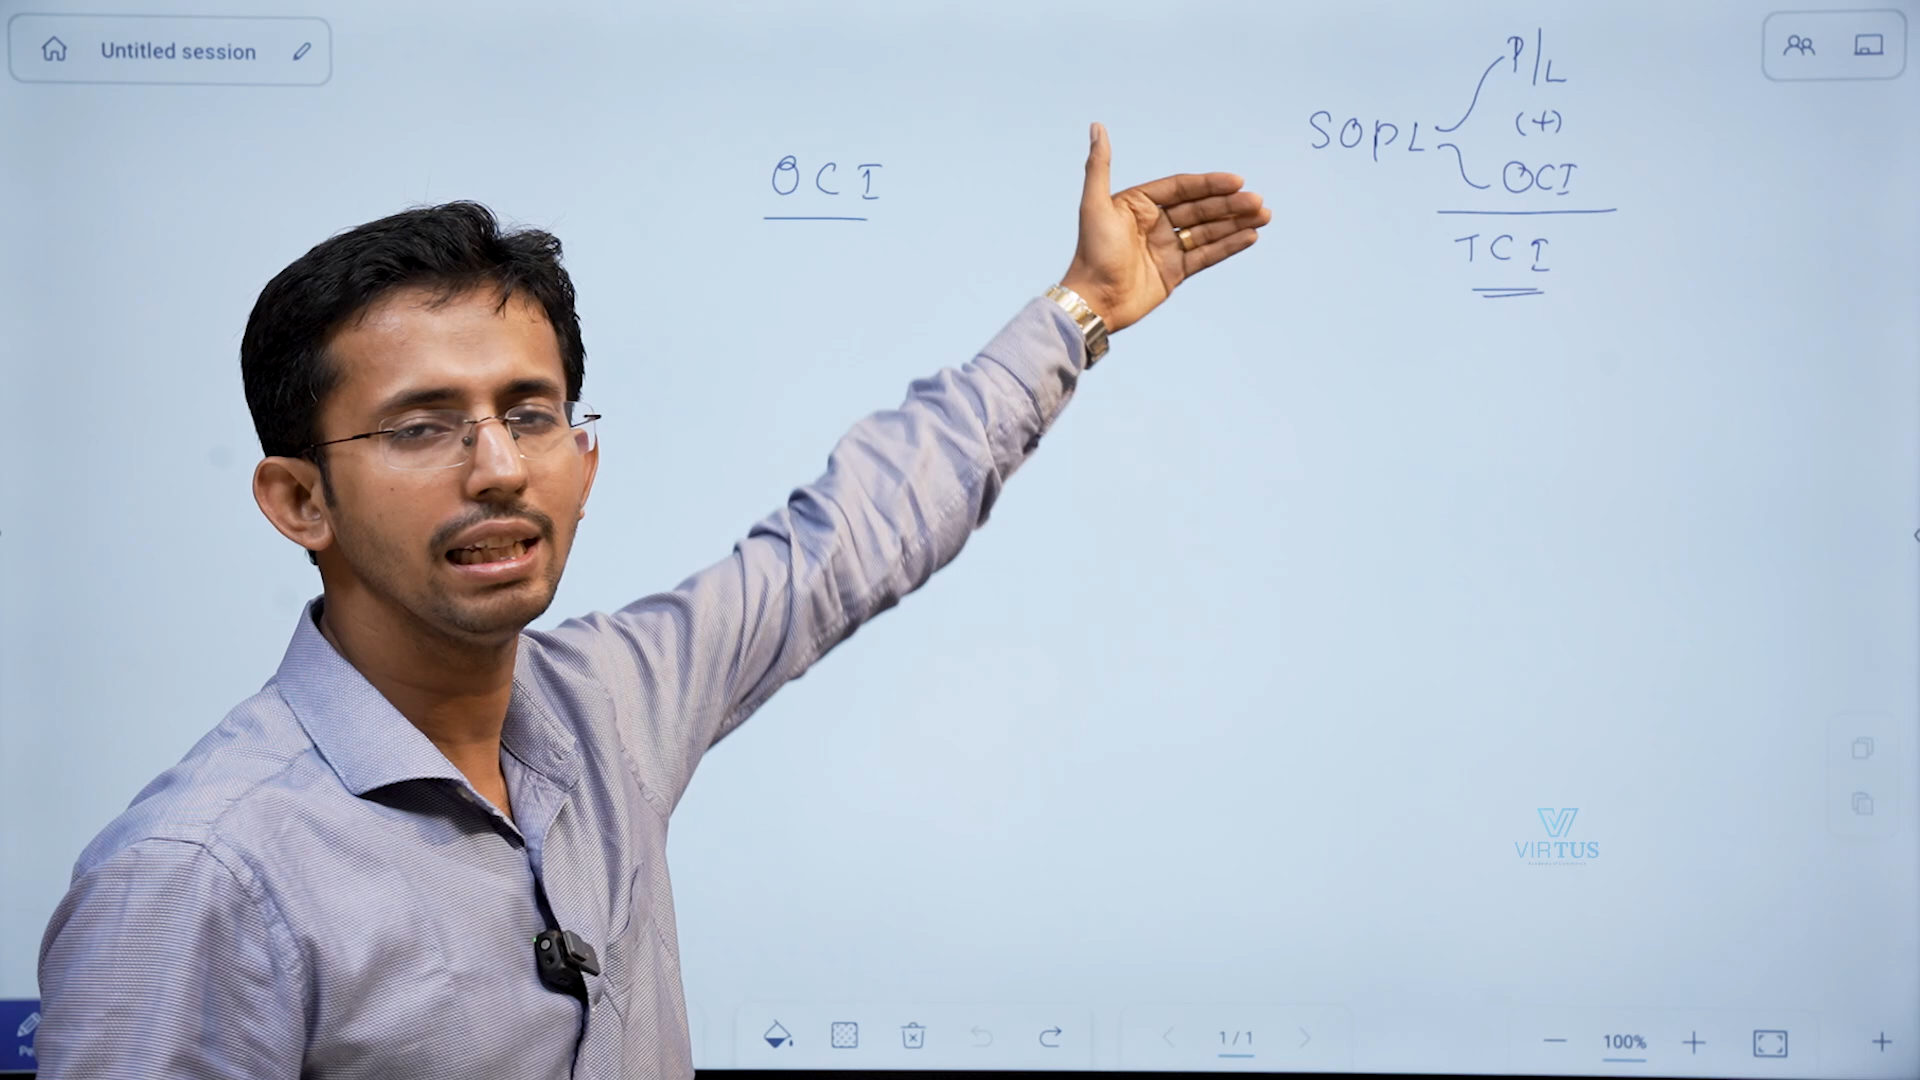 Untitled session
P/L
(+)
SOPL
OCI
OCI
TCI
VIRTUS
1/1
100%